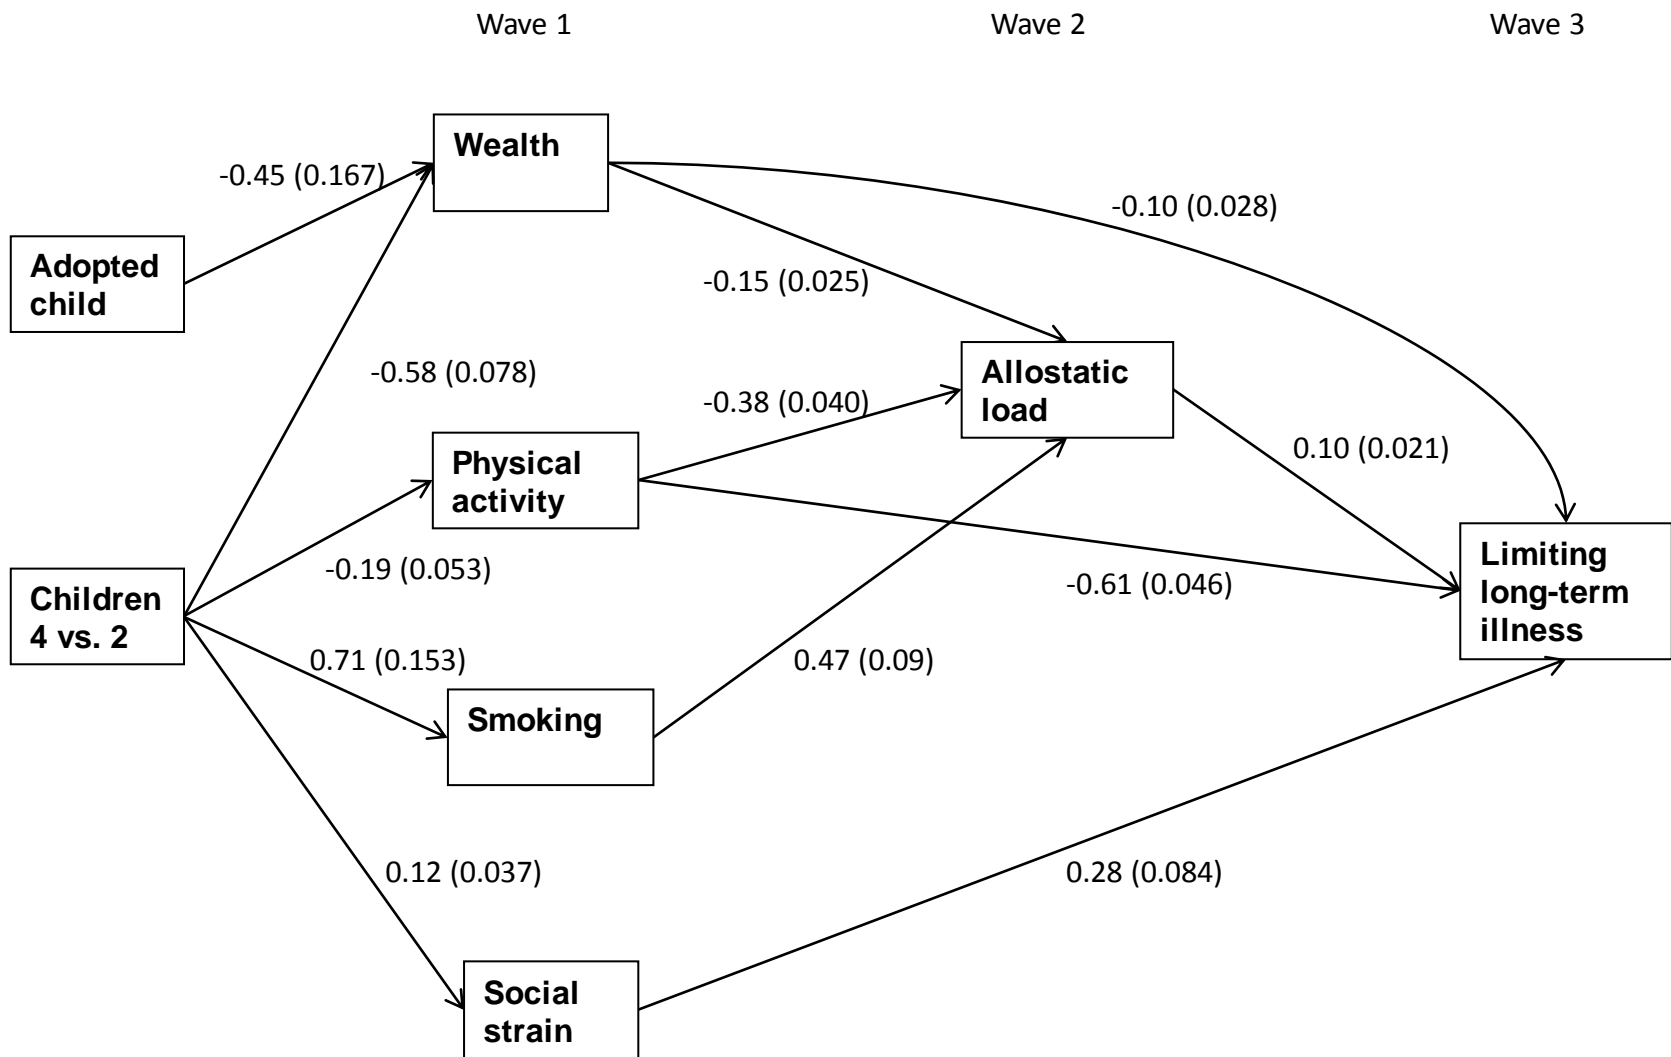 Wave 1
Wave 2
Wave 3
Wealth
-0.45 (0.167)
-0.10 (0.028)
Adopted
child
-0.15 (0.025)
-0.58 (0.078)
Allostatic
load
-0.38 (0.040)
0.10 (0.021)
Physical
activity
-0.19 (0.053)
Limiting
long-term
illness
-0.61 (0.046)
Children
4 vs. 2
0.71 (0.153)
0.47 (0.09)
Smoking
0.12 (0.037)
0.28 (0.084)
Social
strain